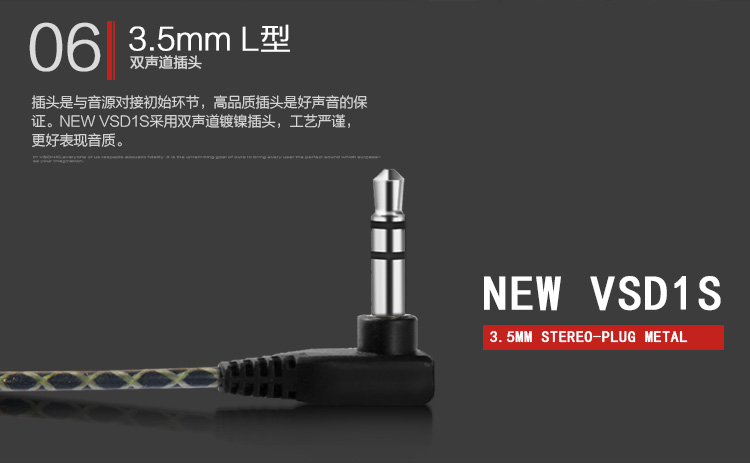 06
3.5mm L型
双声道插头
插头是与音源对接初始环节，高品质插头是好声音的保
证。NEW VSD1S采用双声道镀镍插头，工艺严谨，
更好表现音质。
NEW VSD1S
3.5MM STEREO-PLUG METAL